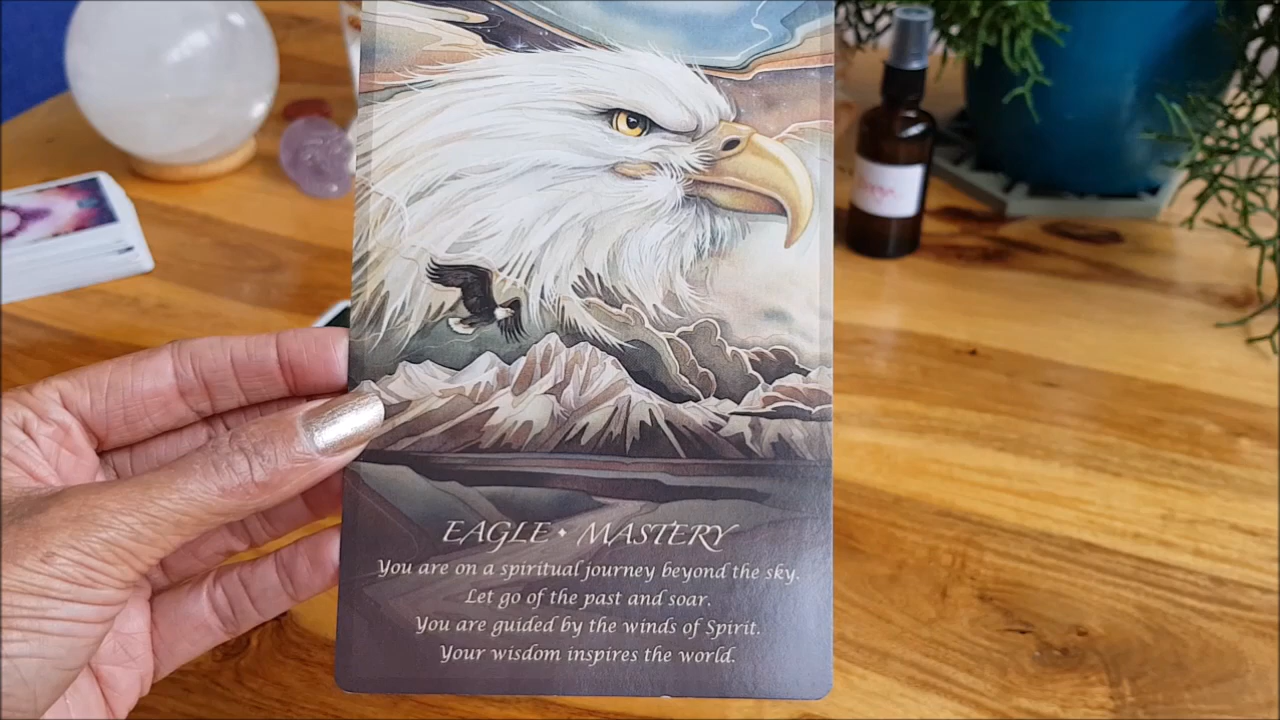 EAGLE • MASTERY
You are on a spiritual journey beyond the sky.
Let go of the past and soar.
You are guided by the winds of Spirit.
Your wisdom inspires the world.